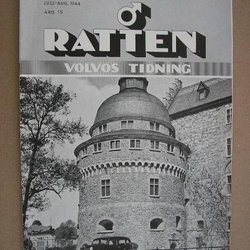 JULI-AUG. 1944
ÅRG 15
RATTEN
VOLVOS TIDNING